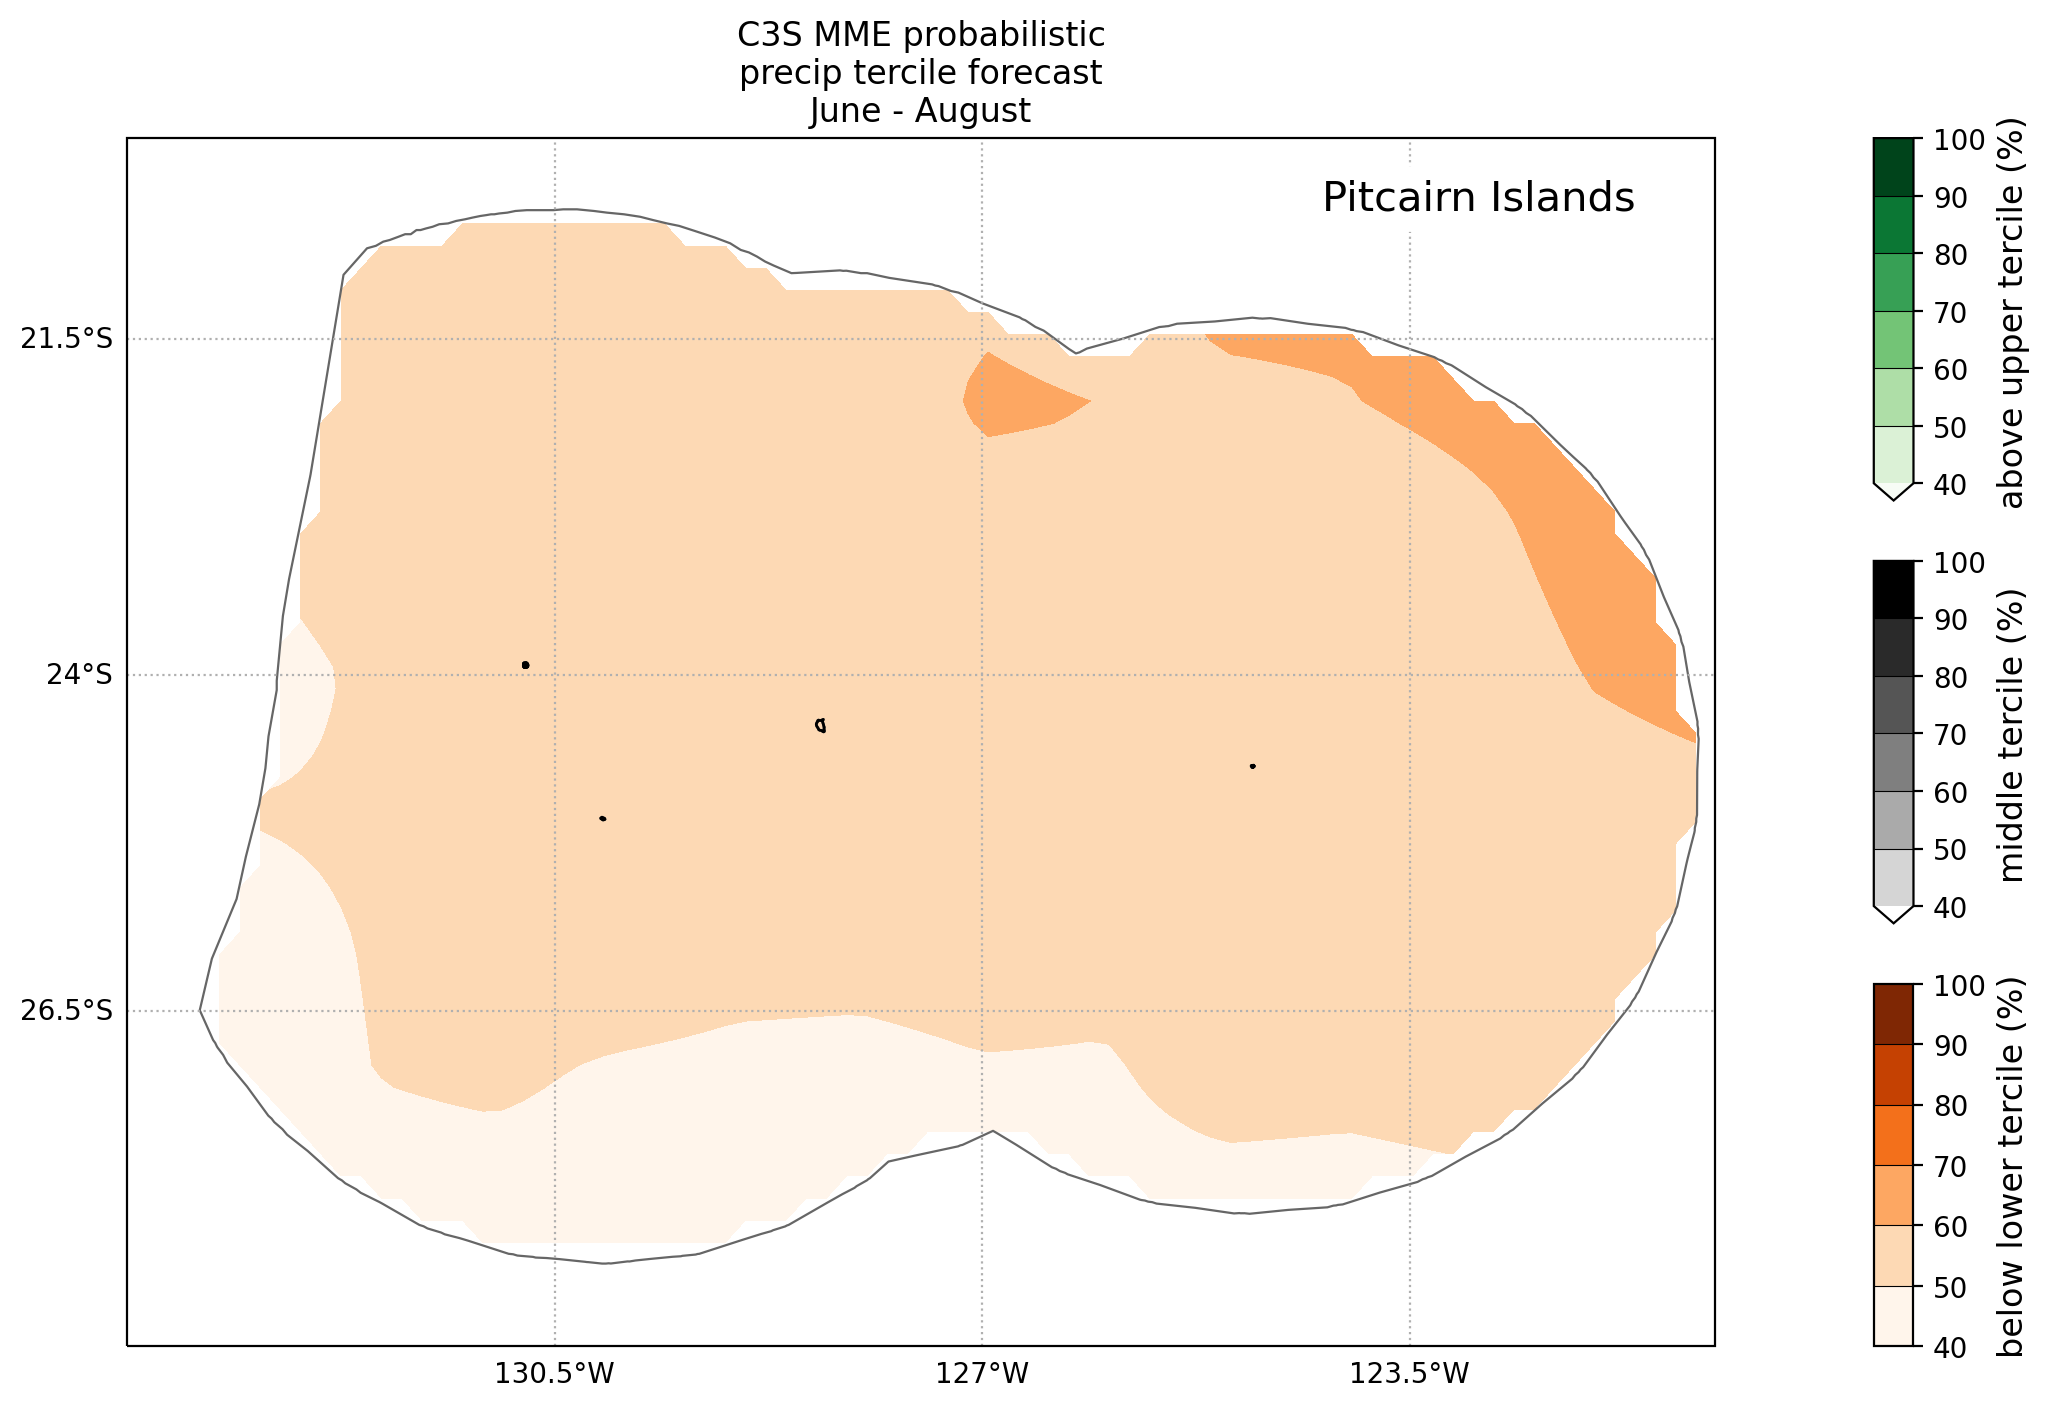 C3S MME probabilistic
precip tercile forecast
June - August
Pitcairn Islands
21.5°S
24°S
26.5°S
130.5°W
127°W
123.5°W
100
90
80
70
60
50
40
above upper tercile (%)
100
90
80
70
60
50
40
middle tercile (%)
100
90
80
70
60
50
40
below lower tercile (%)